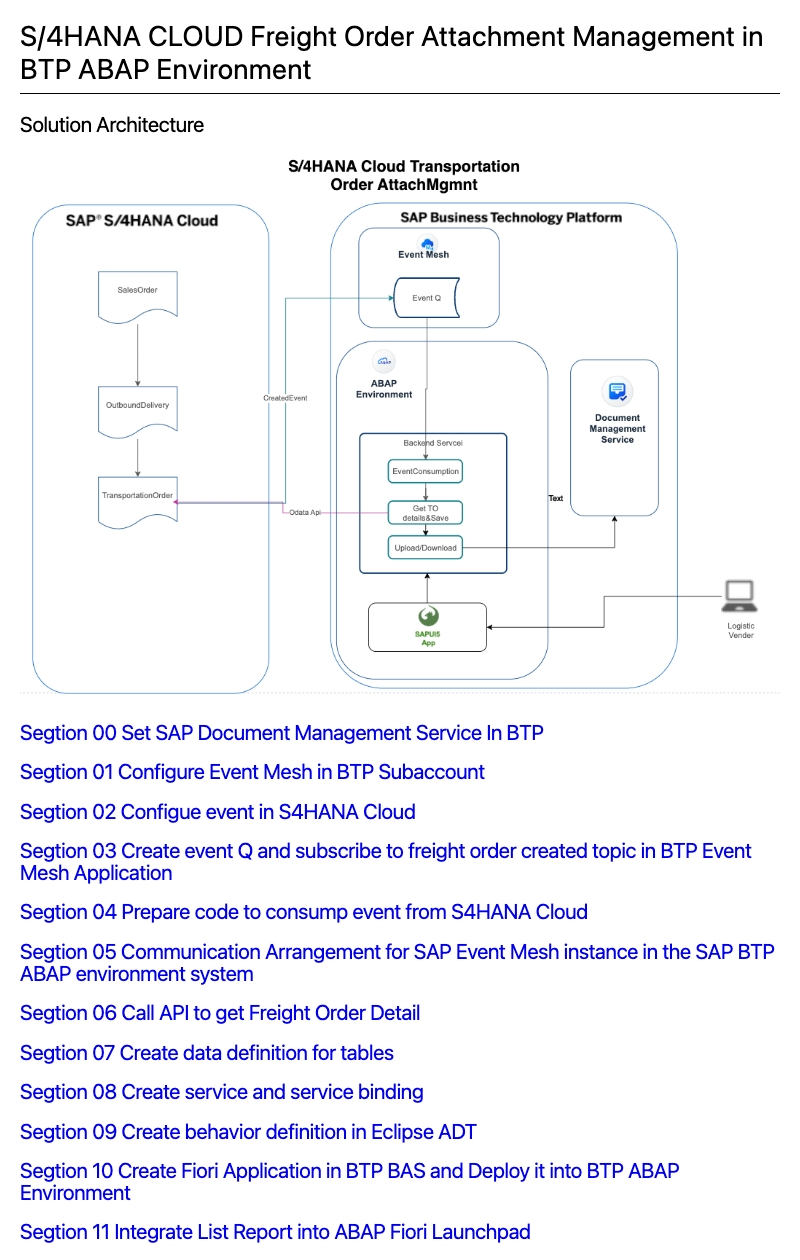 S/4HANA CLOUD Freight Order Attachment Management in
BTP ABAP Environment
Solution Architecture
S/4HANA Cloud Transportation
Order AttachMgmnt
SAP® S/4HANA Cloud
SalesOrder
OutboundDelivery
TransportationOrder
CreatedEvent
Odata Api
SAP Business Technology Platform
Event Mesh
Event Q
ABAP
ABAP
Environment
Backend Servcei
EventConsumption
Get TO
details&Save
Upload/Download
SAPUI5
App
Text
Document
Management
Service
Logistic
Vender
Segtion 00 Set SAP Document Management Service In BTP
Segtion 01 Configure Event Mesh in BTP Subaccount
Segtion 02 Configue event in S4HANA Cloud
Segtion 03 Create event Q and subscribe to freight order created topic in BTP Event
Mesh Application
Segtion 04 Prepare code to consump event from S4HANA Cloud
Segtion 05 Communication Arrangement for SAP Event Mesh instance in the SAP BTP
ABAP environment system
Segtion 06 Call API to get Freight Order Detail
Segtion 07 Create data definition for tables
Segtion 08 Create service and service binding
Segtion 09 Create behavior definition in Eclipse ADT
Segtion 10 Create Fiori Application in BTP BAS and Deploy it into BTP ABAP
Environment
Segtion 11 Integrate List Report into ABAP Fiori Launchpad